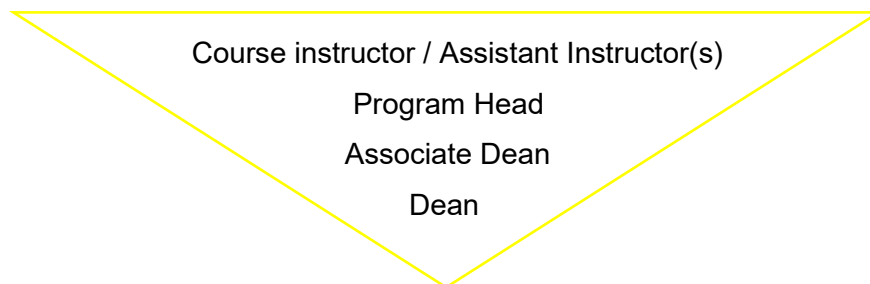 Course instructor / Assistant Instructor(s)
Program Head
Associate Dean
Dean